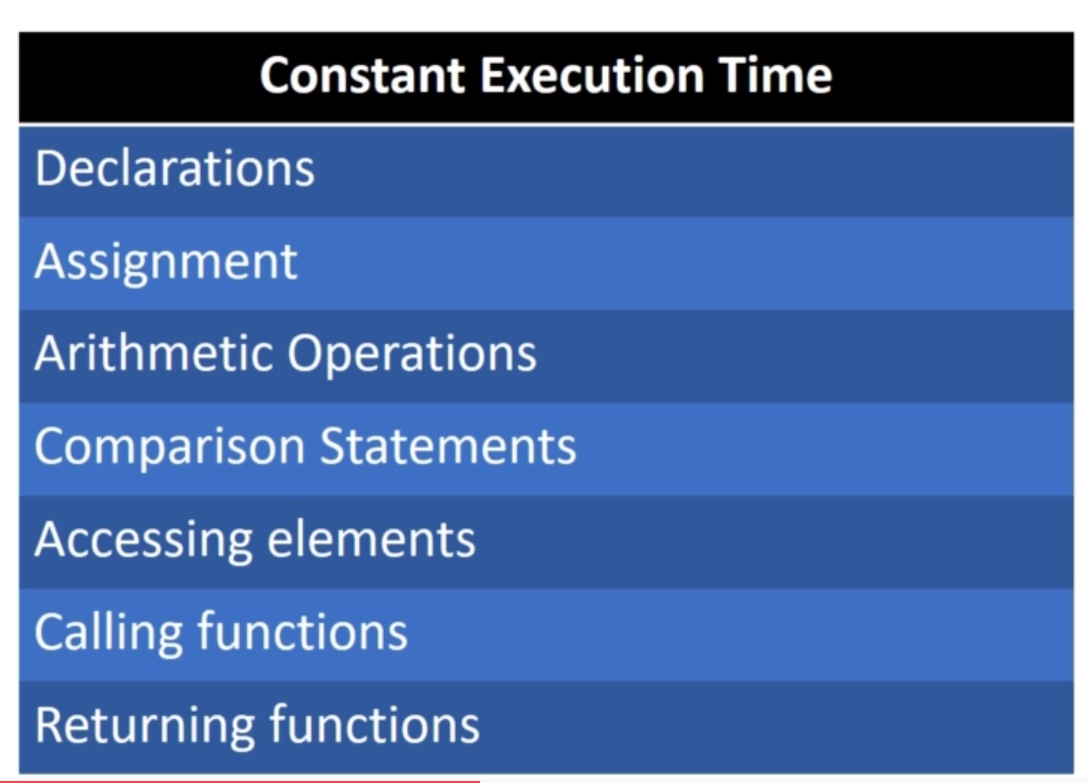 Constant Execution Time
Declarations
Assignment
Arithmetic Operations
Comparison Statements
Accessing elements
Calling functions
Returning functions